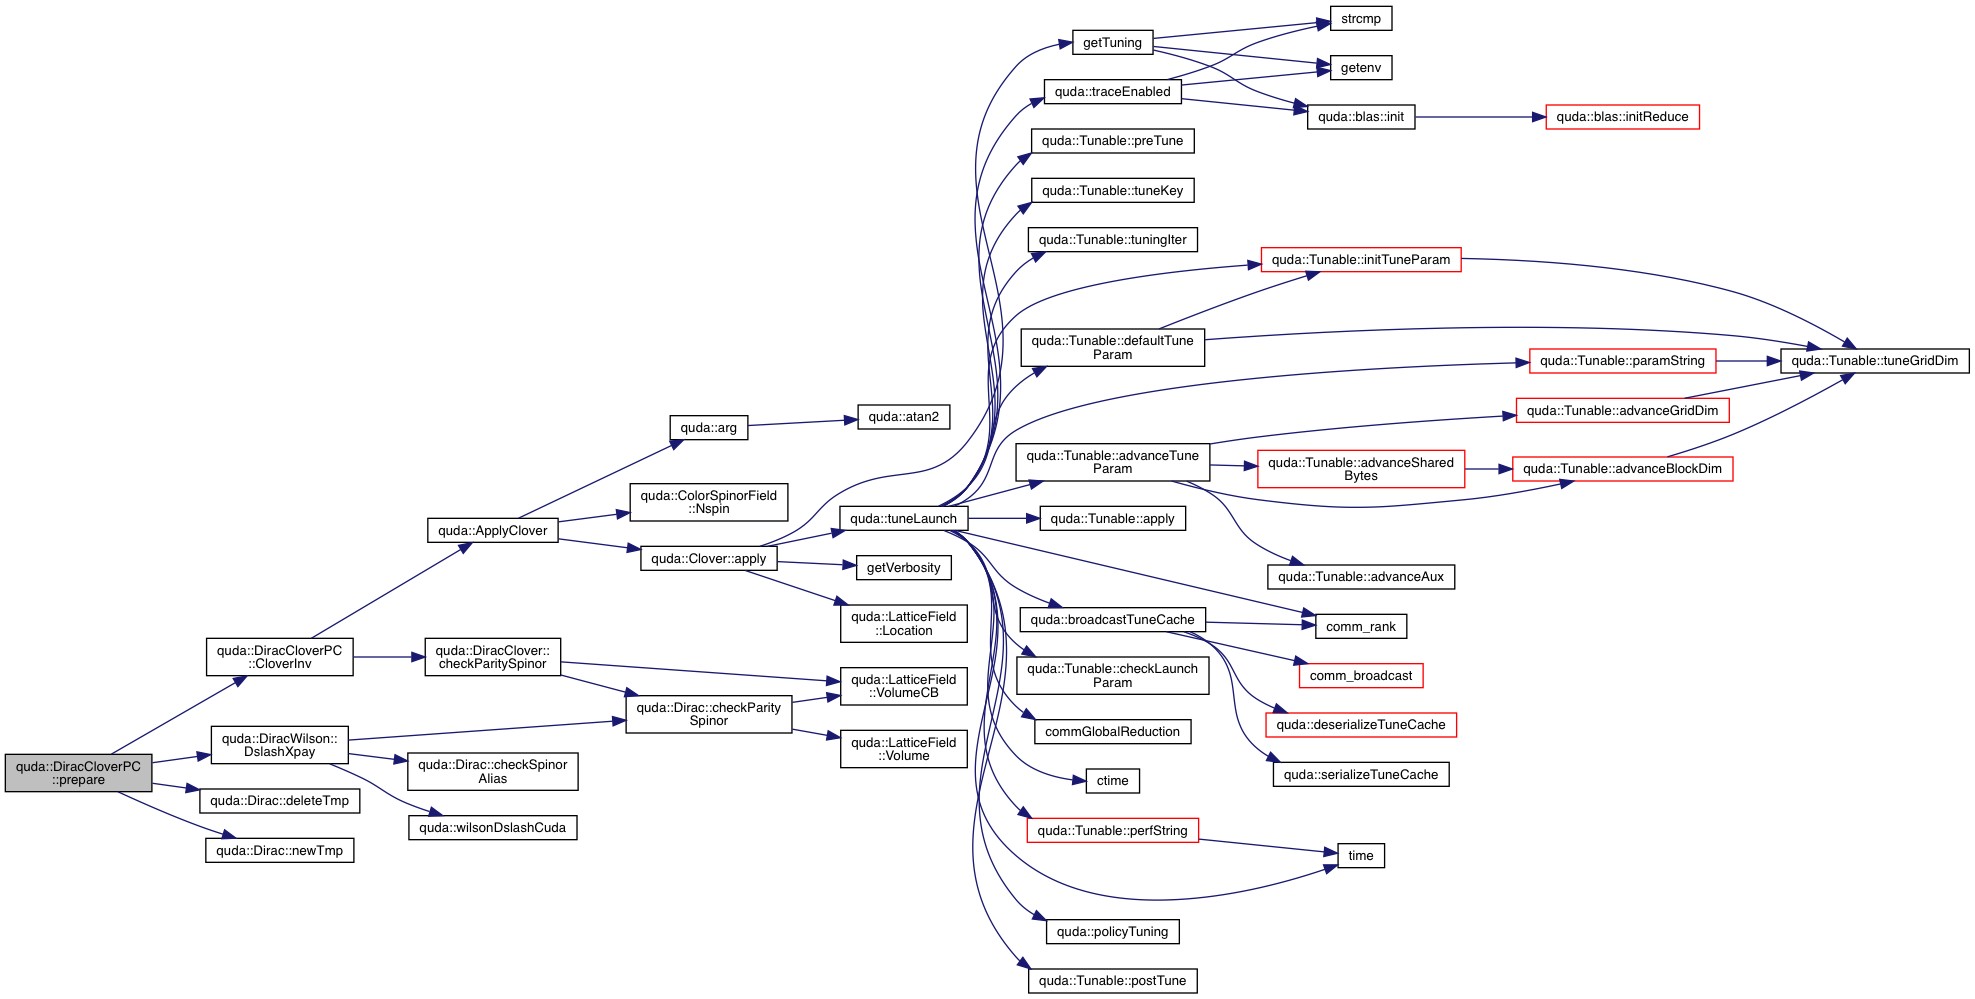 quda::DiracCloverPC
::prepare
quda::DiracCloverPC
::CloverInv
quda::DiracWilson::
DslashXpay
quda::Dirac::deleteTmp
quda::Dirac::newTmp
quda::ApplyClover
quda::DiracClover::
checkParitySpinor
quda::Dirac::checkSpinor
Alias
quda::wilsonDslashCuda
quda::arg
quda::ColorSpinorField
::Nspin
quda::Clover::apply
quda::Dirac::checkParity
Spinor
quda::atan2
quda::tuneLaunch
getVerbosity
quda::LatticeField
::Location
quda::LatticeField
::VolumeCB
quda::LatticeField
::Volume
getTuning
quda::traceEnabled
quda::Tunable::preTune
quda::Tunable::tuneKey
quda::Tunable::tuningIter
quda::Tunable::defaultTune
Param
quda::Tunable::advanceTune
Param
quda::Tunable::apply
quda::broadcastTuneCache
quda::Tunable::checkLaunch
Param
commGlobalReduction
ctime
quda::Tunable::perfString
quda::policyTuning
quda::Tunable::postTune
strcmp
getenv
quda::blas::init
quda::Tunable::initTuneParam
quda::Tunable::advanceShared
Bytes
quda::Tunable::advanceAux
comm_rank
comm_broadcast
quda::deserializeTuneCache
quda::serializeTuneCache
time
quda::blas::initReduce
quda::Tunable::paramString
quda::Tunable::advanceGridDim
quda::Tunable::advanceBlockDim
quda::Tunable::tuneGridDim